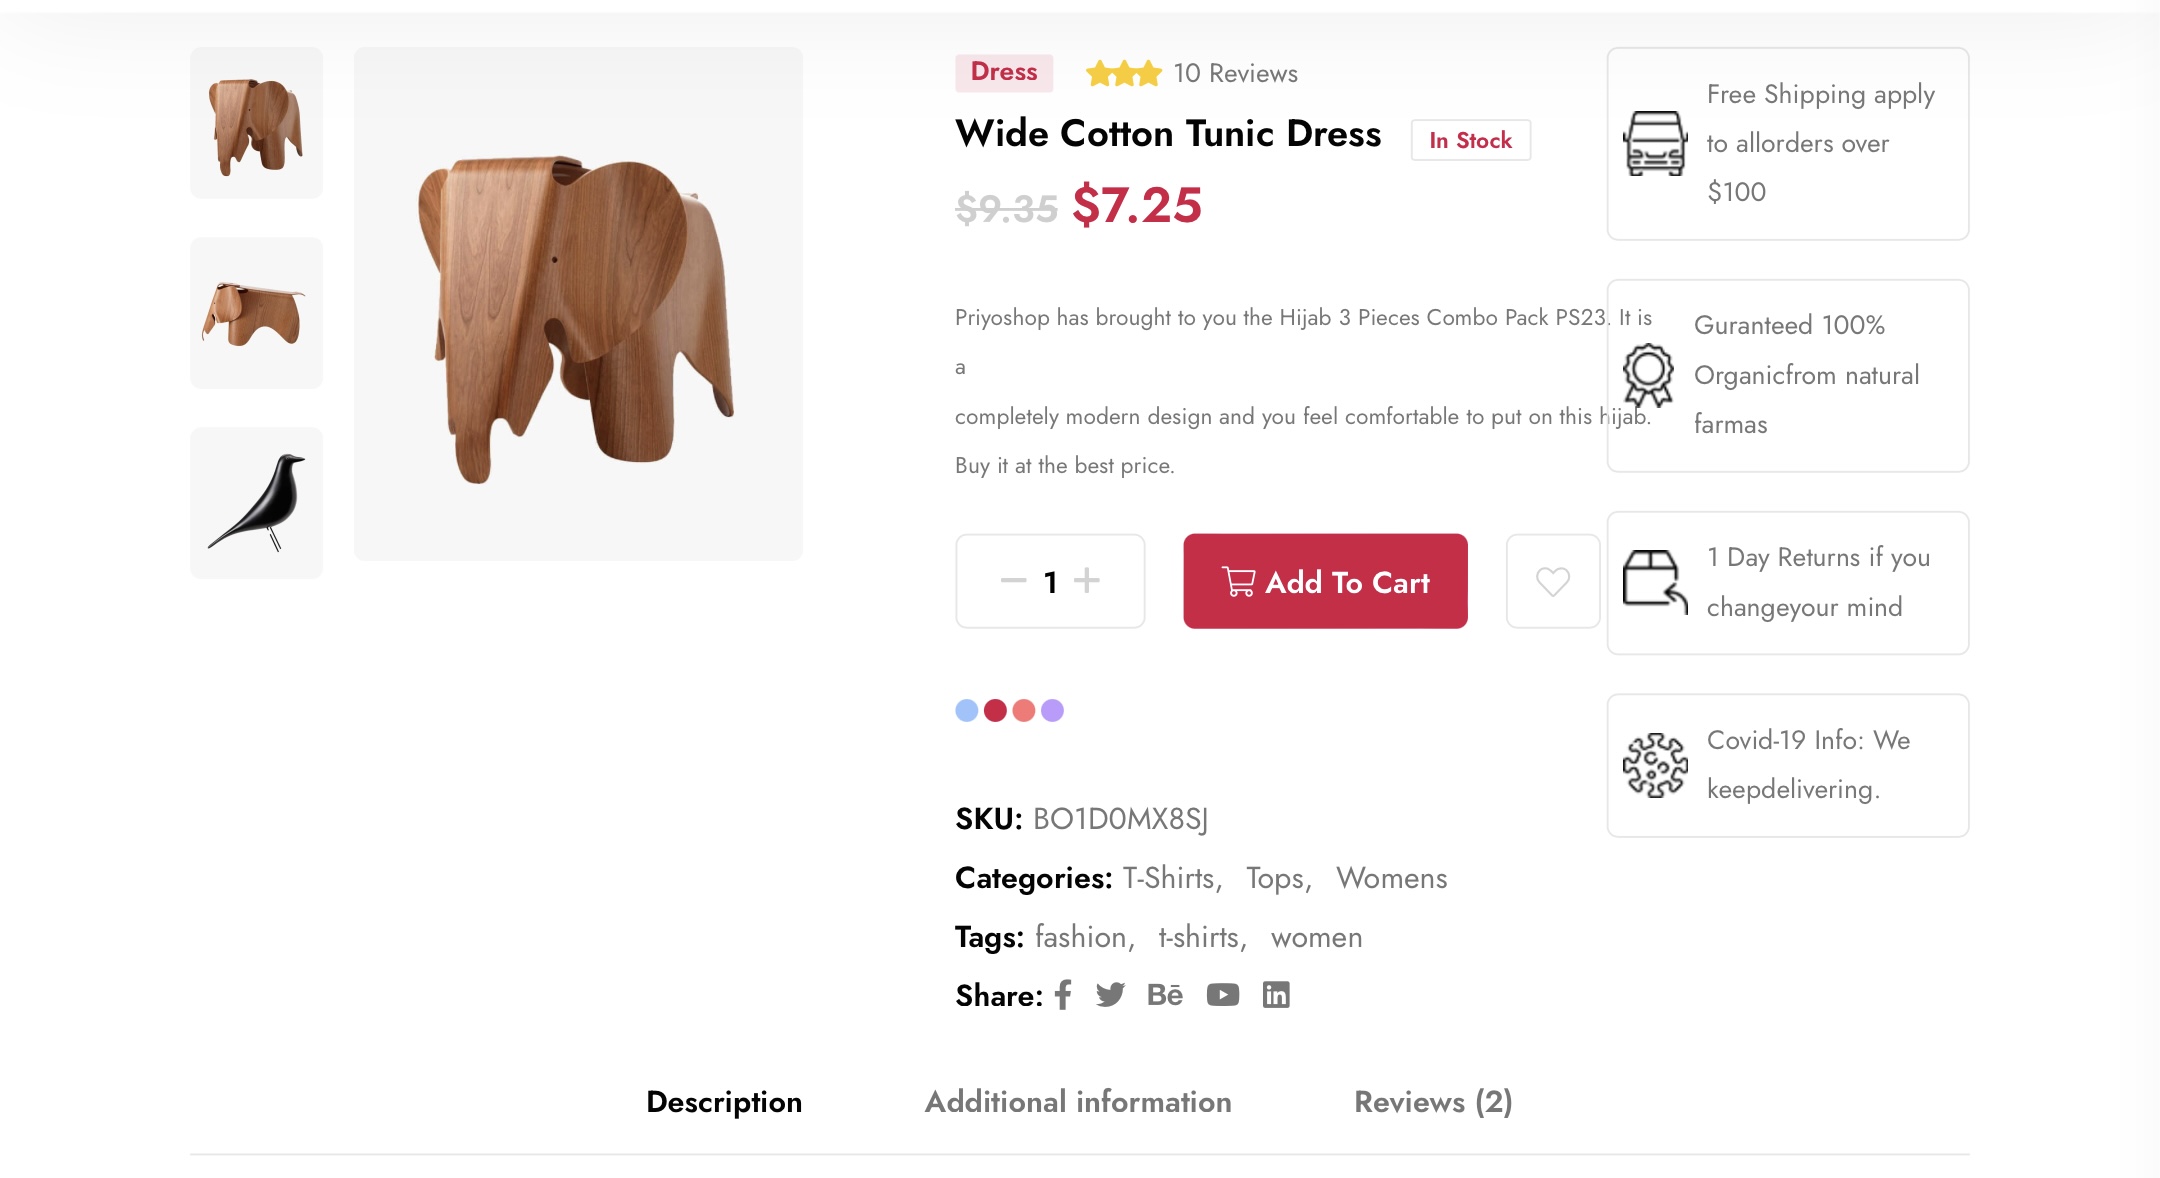 Dress 10 Reviews
Wide Cotton Tunic Dress In Stock
$9.35 $7.25
Priyoshop has brought to you the Hijab 3 Pieces Combo Pack PS23. It is
a
completely modern design and you feel comfortable to put on this hijab.
Buy it at the best price.
1 Add To Cart
SKU: BO1D0MX8SJ
Categories: T-Shirts, Tops, Womens
Tags: fashion, t-shirts, women
Share: Bē
Free Shipping apply
to allorders over
$100
Guranteed 100%
Organicfrom natural
farmas
1 Day Returns if you
changeyour mind
Covid-19 Info: We
keepdelivering.
Description Additional information Reviews (2)